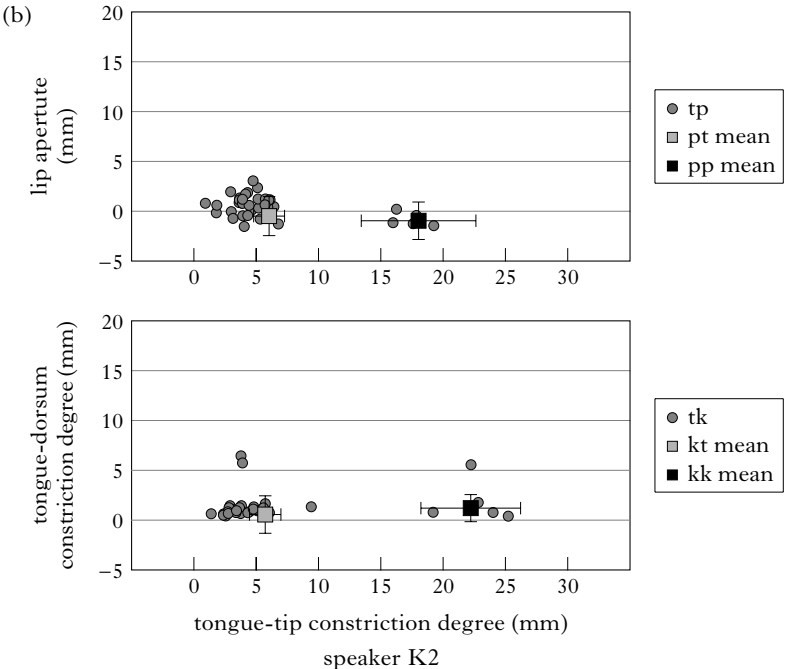 (b)
lip apertute
(mm)
20
15
10
5
0
−5
0 5 10 15 20 25 30
tp
pt mean
pp mean
tongue-dorsum
constriction degree (mm)
20
15
10
5
0
−5
0 5 10 15 20 25 30
tk
kt mean
kk mean
tongue-tip constriction degree (mm)
speaker K2